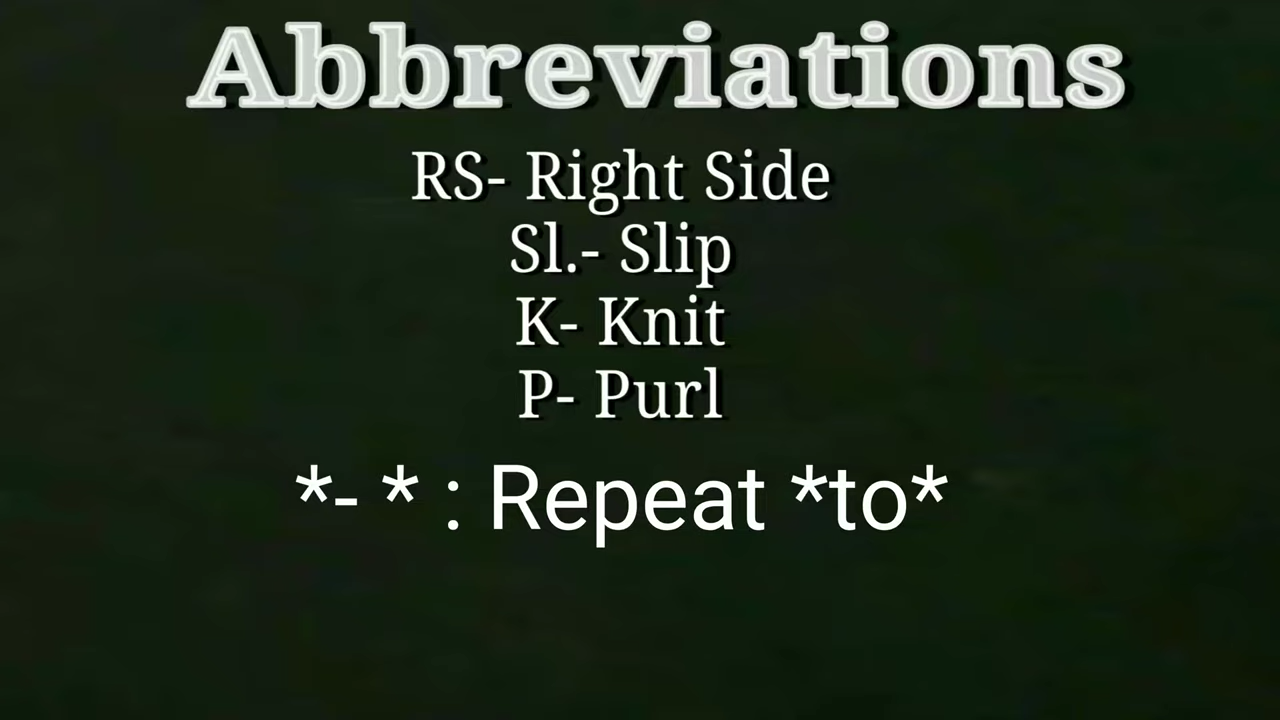 Abbreviations
RS- Right Side
Sl.- Slip
K- Knit
P- Purl
*- * : Repeat *to*